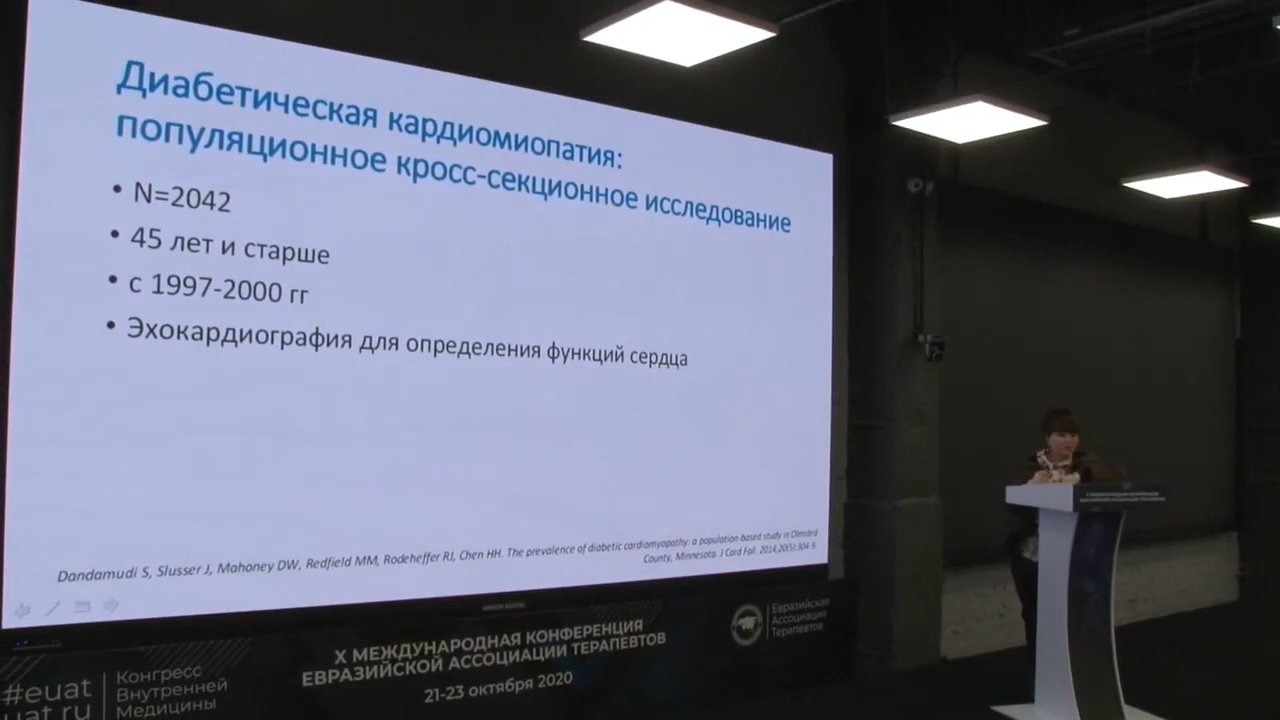 Диабетическая кардиомиопатия:
популяционное кросс-секционное исследование
• N=2042
• 45 лет и старше
• с 1997-2000 гг
• Эхокардиография для определения функций сердца
Dandamudi S, Slusser J, Mahoney DW, Redfield MM, Rodeheffer RJ, Chen HH. The prevalence of diabetic cardiomyopathy: a population-based study in Olmsted
County, Minnesota. J Card Fail. 2014;20(5):304-9.
X МЕЖДУНАРОДНАЯ КОНФЕРЕНЦИЯ
ЕВРАЗИЙСКОЙ АССОЦИАЦИИ ТЕРАПЕВТОВ
21-23 октября 2020
Евразийская
Ассоциация
Терапевтов
#euat
uat.ru
Конгресс
Внутренней
Медицины